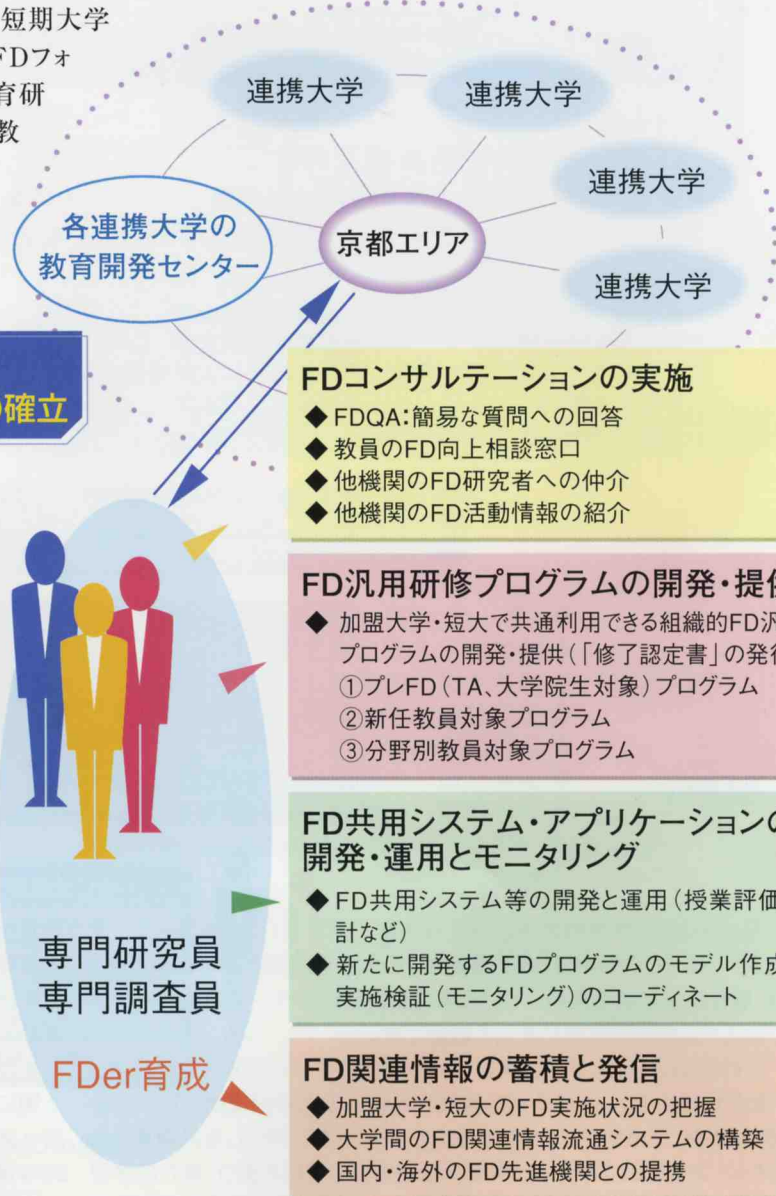 短期大学
FDフォ
育研
教
連携大学
連携大学
連携大学
連携大学
各連携大学の
教育開発センター
京都エリア
確立
FDコンサルテーションの実施
◆ FDQA:簡易な質問への回答
◆ 教員のFD向上相談窓口
◆ 他機関のFD研究者への仲介
◆ 他機関のFD活動情報の紹介
FD汎用研修プログラムの開発・提供
◆ 加盟大学・短大で共通利用できる組織的FD汎
プログラムの開発・提供(「修了認定書」の発行
①プレFD(TA、大学院生対象)プログラム
②新任教員対象プログラム
③分野別教員対象プログラム
FD共用システム・アプリケーションの
開発・運用とモニタリング
◆ FD共用システム等の開発と運用(授業評価
計など)
◆ 新たに開発するFDプログラムのモデル作成
実施検証(モニタリング)のコーディネート
専門研究員
専門調査員
FDer育成
FD関連情報の蓄積と発信
◆ 加盟大学・短大のFD実施状況の把握
◆ 大学間のFD関連情報流通システムの構築
◆ 国内・海外のFD先進機関との提携